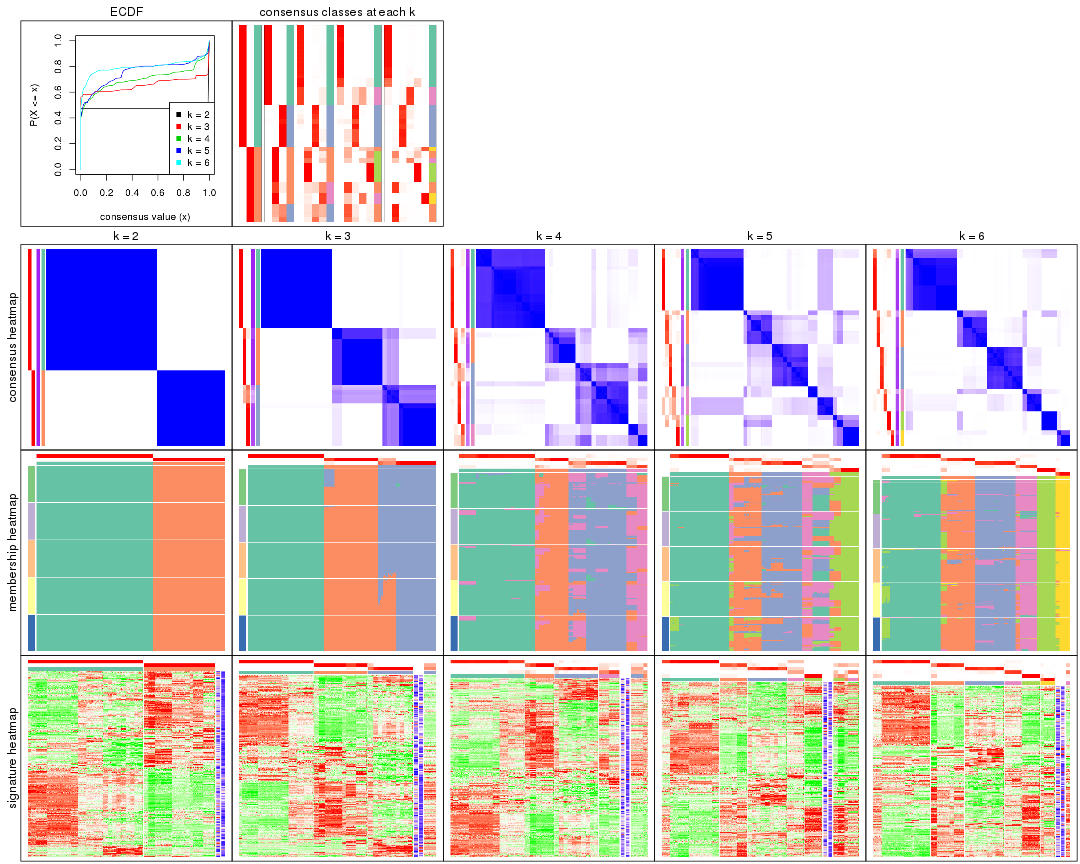 ECDF
consensus classes at each k
P(X <= x)
0.0
0.2
0.4
0.6
0.8
1.0
k = 2
k = 3
k = 4
k = 5
k = 6
0.0 0.2 0.4 0.6 0.8 1.0
consensus value (x)
k = 2
k = 3
k = 4
k = 5
k = 6
consensus heatmap
membership heatmap
signature heatmap